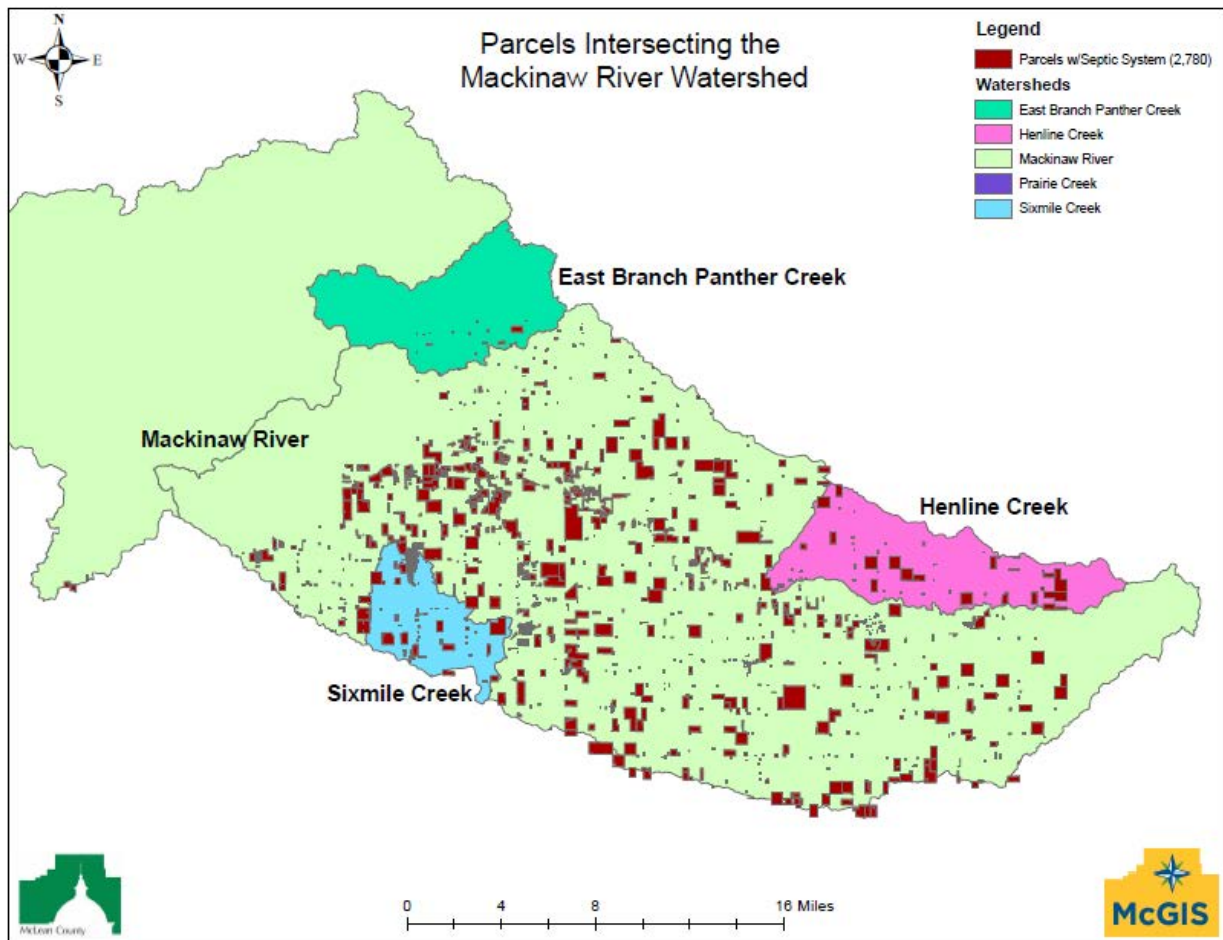 N
W
E
S
Parcels Intersecting the
Mackinaw River Watershed
Legend
Parcels w/Septic System (2,780)
Watersheds
East Branch Panther Creek
Henline Creek
Mackinaw River
Prairie Creek
Sixmile Creek
East Branch Panther Creek
Mackinaw River
Henline Creek
Sixmile Creek
McLean County
0 4 8 16 Miles
McGIS